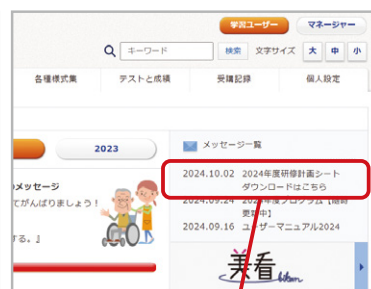 学習ユーザー マネージャー
キーワード 検索 文字サイズ 大 中 小
各種様式集 テストと成績 受講記録 個人設定
2023
メッセージ一覧
2024.10.02 2024年度研修計画シート
ダウンロードはこちら
2024.09.24 2024年度プログラム【随時
更新中】
2024.09.16 ユーザーマニュアル2024
のメッセージ
てがんばりましょう！
する。』
美看
bikan